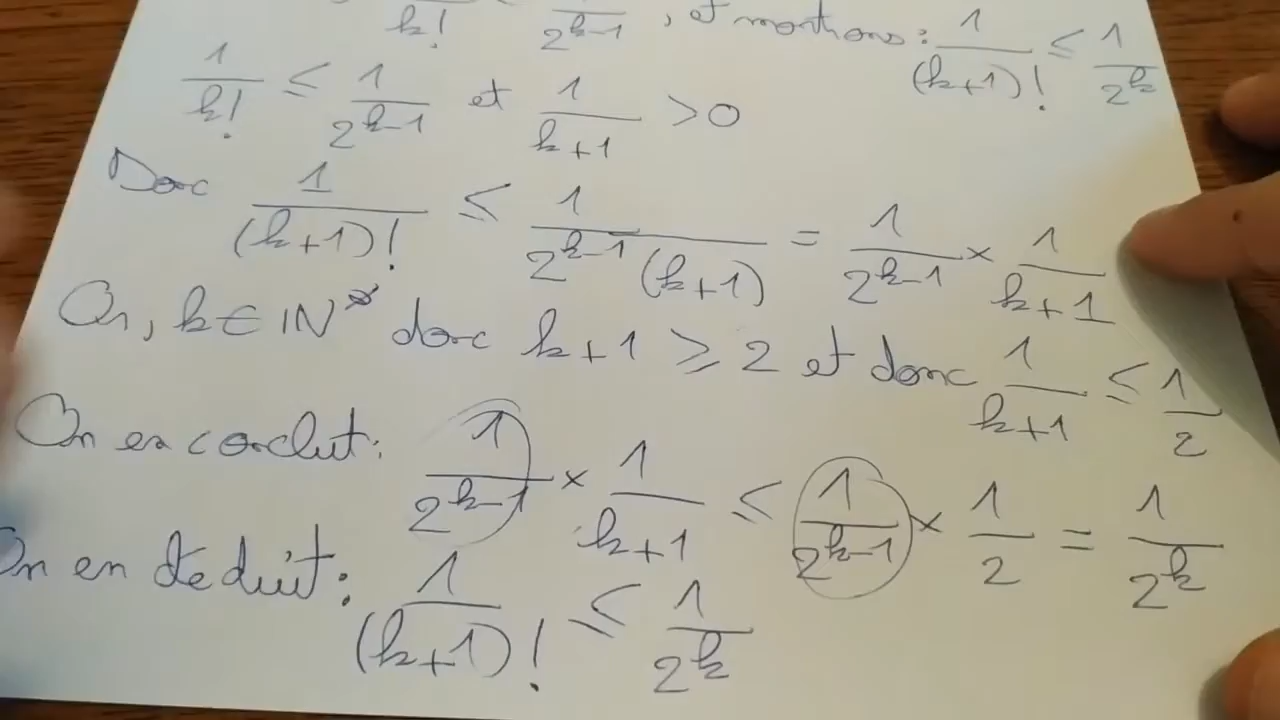 1/k! ≤ 1/2^(k-1), et montrons : 1/(k+1)! ≤ 1/2^k
1/k! ≤ 1/2^(k-1) et 1/(k+1) > 0
Donc 1/(k+1)! ≤ 1/(2^(k-1) (k+1)) = 1/2^(k-1) × 1/(k+1)
Or, k ∈ IN* donc k+1 ≥ 2 et donc 1/(k+1) ≤ 1/2
On en conclut : 1/2^(k-1) × 1/(k+1) ≤ 1/2^(k-1) × 1/2 = 1/2^k
On en déduit : 1/(k+1)! ≤ 1/2^k